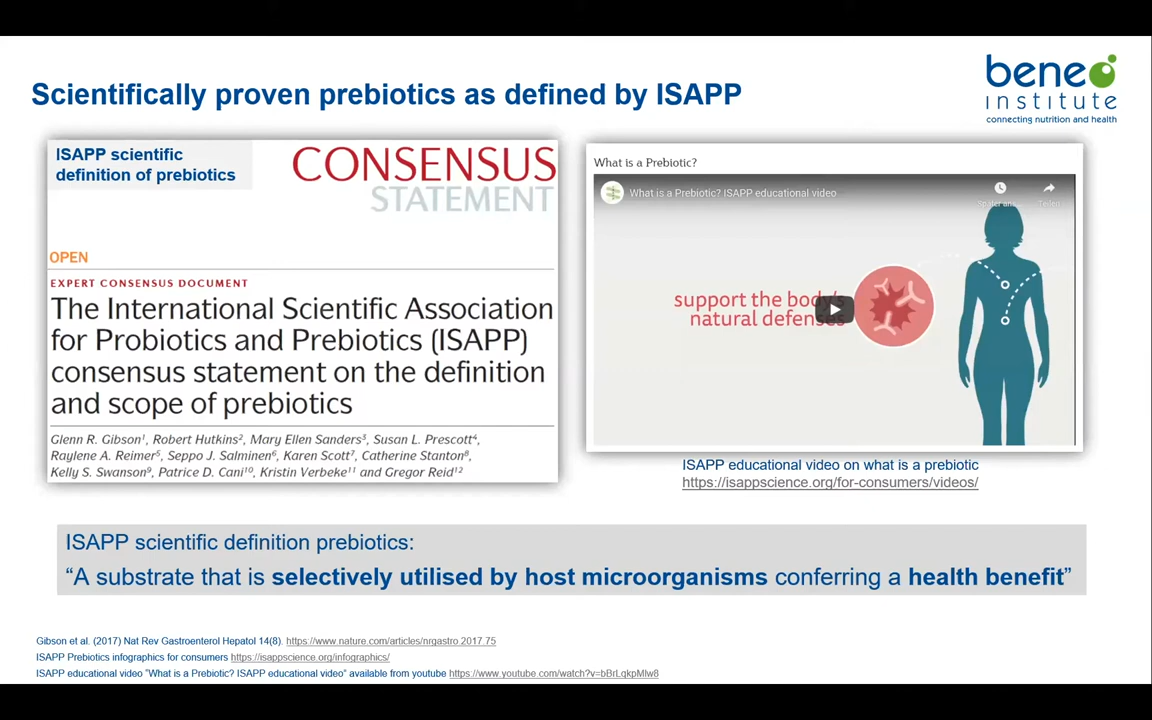 Scientifically proven prebiotics as defined by ISAPP
beneo
institute
connecting nutrition and health
ISAPP scientific
definition of prebiotics
CONSENSUS
STATEMENT
OPEN
EXPERT CONSENSUS DOCUMENT
The International Scientific Association
for Probiotics and Prebiotics (ISAPP)
consensus statement on the definition
and scope of prebiotics
Glenn R. Gibson1, Robert Hutkins2, Mary Ellen Sanders3, Susan L. Prescott4,
Raylene A. Reimer5, Seppo J. Salminen6, Karen Scott7, Catherine Stanton8,
Kelly S. Swanson9, Patrice D. Cani10, Kristin Verbeke11 and Gregor Reid12
What is a Prebiotic?
What is a Prebiotic? ISAPP educational video
Teilen
support the body's
natural defenses
ISAPP educational video on what is a prebiotic
https://isappscience.org/for-consumers/videos/
ISAPP scientific definition prebiotics:
“A substrate that is selectively utilised by host microorganisms conferring a health benefit”
Gibson et al. (2017) Nat Rev Gastroenterol Hepatol 14(8). https://www.nature.com/articles/nrgastro.2017.75
ISAPP Prebiotics infographics for consumers https://isappscience.org/infographics/
ISAPP educational video "What is a Prebiotic? ISAPP educational video" available from youtube https://www.youtube.com/watch?v=bBrLqkpMlw8